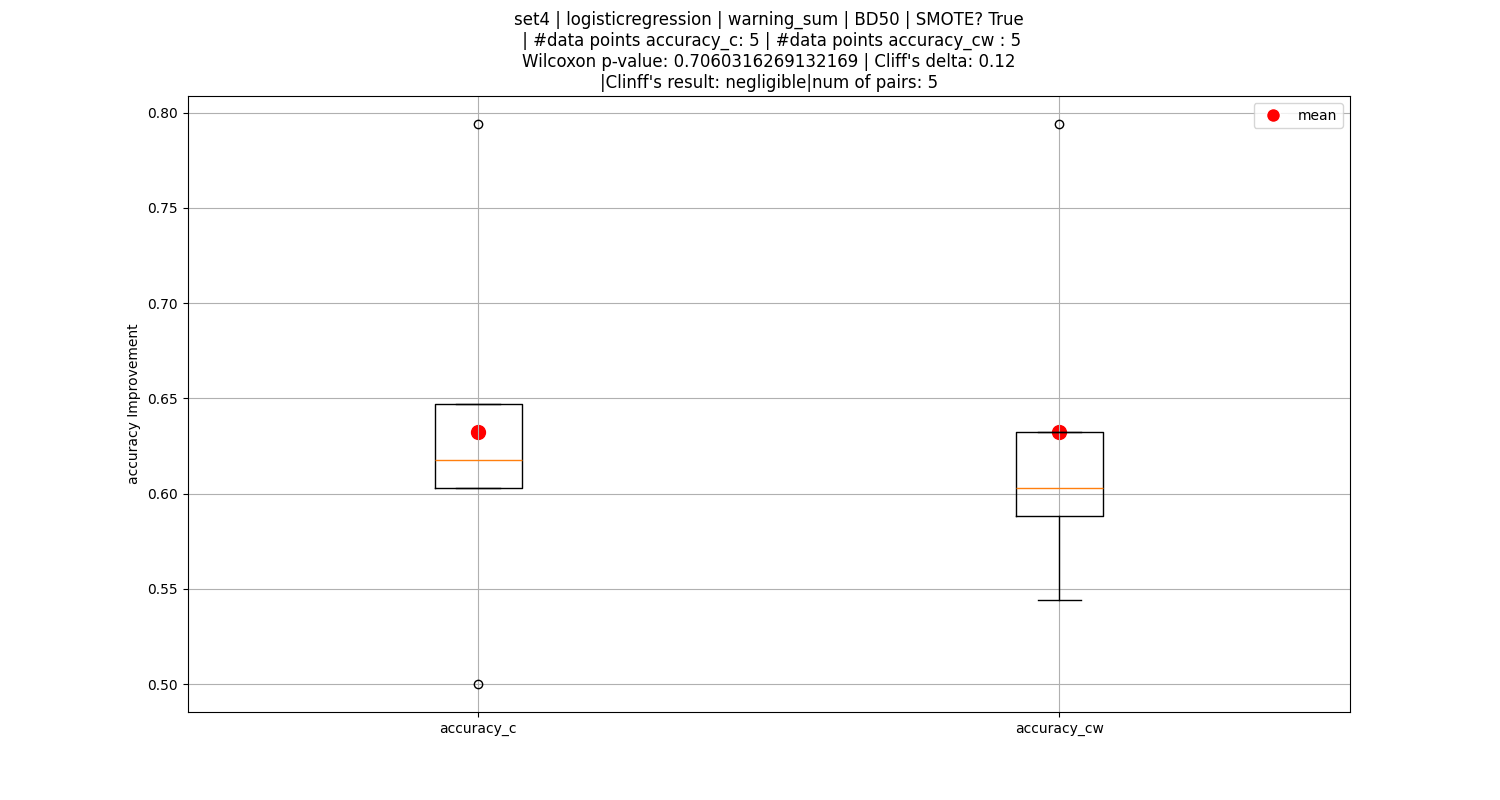 set4 | logisticregression | warning_sum | BD50 | SMOTE? True
| #data points accuracy_c: 5 | #data points accuracy_cw : 5
Wilcoxon p-value: 0.7060316269132169 | Cliff's delta: 0.12
|Clinff's result: negligible|num of pairs: 5
mean
0.80
0.75
0.70
0.65
0.60
0.55
0.50
accuracy Improvement
accuracy_c
accuracy_cw